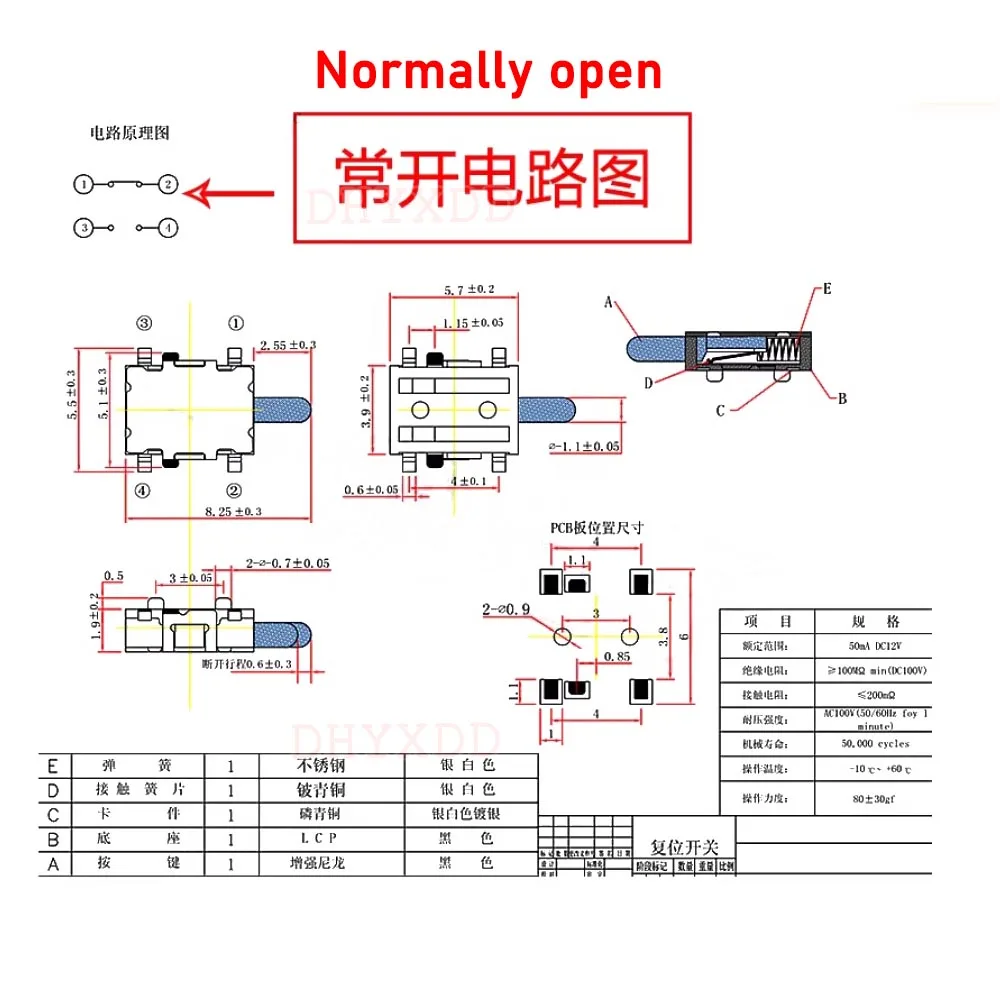 Normally open
电路原理图
常开电路图
DHYXDD
1 2
3 4
③ ①
2.55±0.3
5.5±0.3
5.1±0.3
④ ②
8.25±0.3
5.7±0.2
1.15±0.05
3.9±0.2
⌀-1.1±0.05
0.6±0.05
4±0.1
A
E
D
C
B
0.5
3±0.05
2-⌀-0.7±0.05
1.9±0.2
断开行程0.6±0.3
PCB板位置尺寸
4
1.1
2-⌀0.9
3
3.8
6
0.85
1.1
4
1
DHYXDD
项 目 规 格
额定范围: 50mA DC12V
绝缘电阻: ≥100MΩ min(DC100V)
接触电阻: ≤200mΩ
耐压强度: AC100V(50/60Hz foy 1
minute)
机械寿命: 50,000 cycles
操作温度: -10℃~ +60℃
操作力度: 80±30gf
E 弹 簧 1 不锈钢 银 白 色
D 接 触 簧 片 1 铍青铜 银 白 色
C 卡 件 1 磷青铜 银白色镀银
B 底 座 1 L C P 黑 色
A 按 键 1 增强尼龙 黑 色
复位开关
阶段标记 数量 重量 比例
标准化